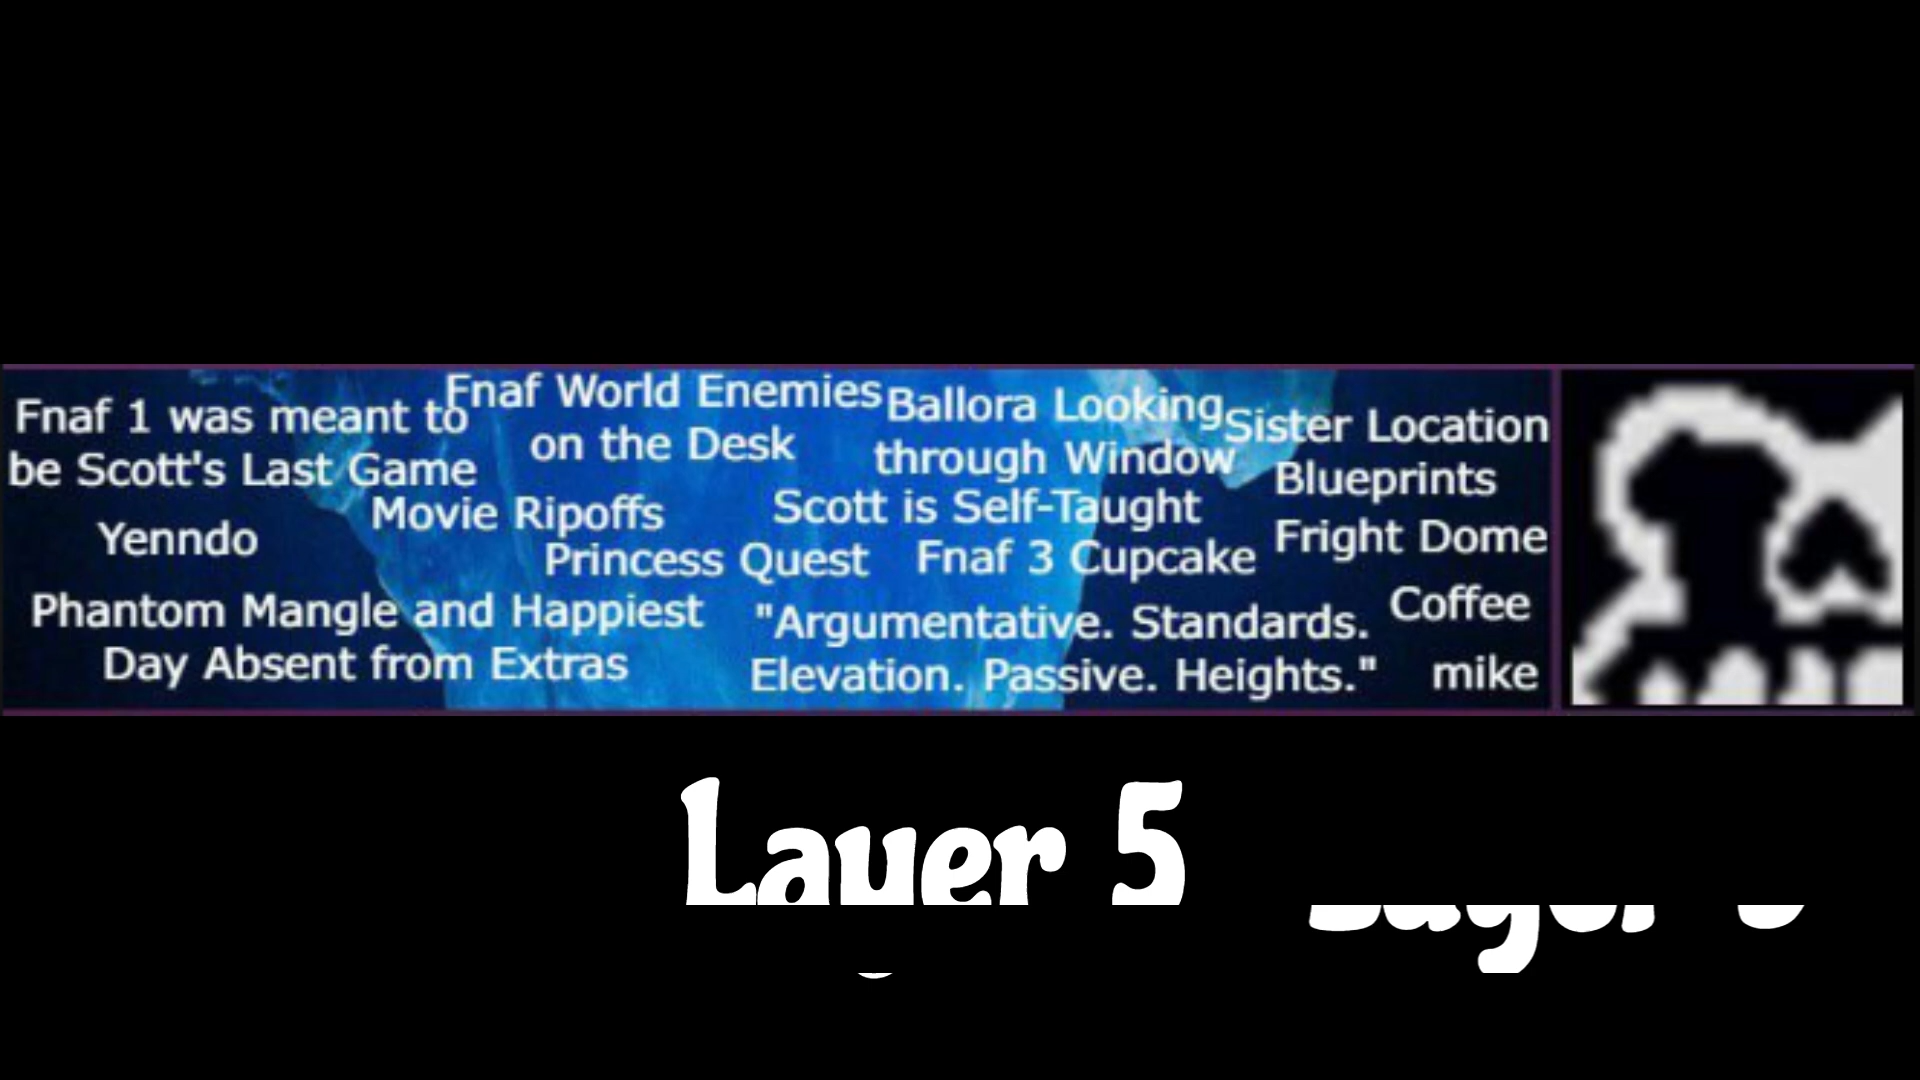 Fnaf 1 was meant to
be Scott's Last Game
Fnaf World Enemies
on the Desk
Ballora Looking
through Window
Sister Location
Blueprints
Movie Ripoffs
Scott is Self-Taught
Yenndo
Princess Quest
Fnaf 3 Cupcake
Fright Dome
Phantom Mangle and Happiest
Day Absent from Extras
"Argumentative. Standards.
Elevation. Passive. Heights."
Coffee
mike
Layer 5